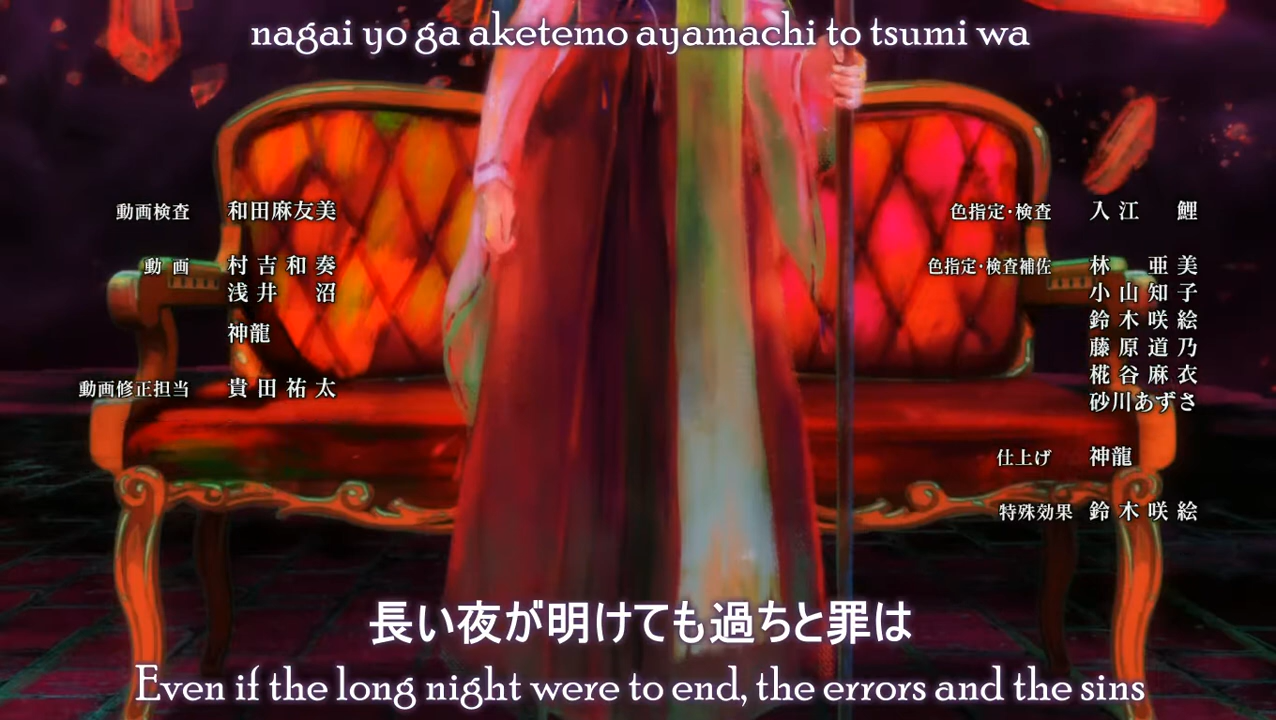 nagai yo ga aketemo ayamachi to tsumi wa
動画検査 和田麻友美
動画 村吉和奏
浅井 沼
神龍
動画修正担当 貴田祐太
色指定・検査 入江 鯉
色指定・検査補佐 林 亜美
小山知子
鈴木咲絵
藤原道乃
椛谷麻衣
砂川あずさ
仕上げ 神龍
特殊効果 鈴木咲絵
長い夜が明けても過ちと罪は
Even if the long night were to end, the errors and the sins